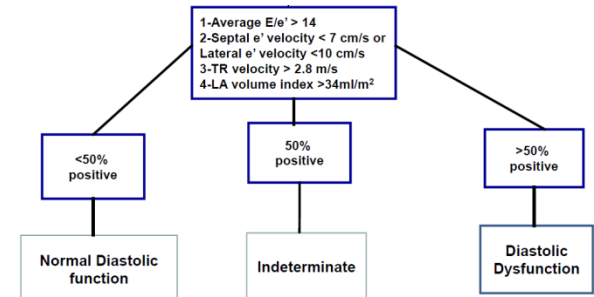 1-Average E/e' > 14
2-Septal e' velocity < 7 cm/s or
Lateral e' velocity <10 cm/s
3-TR velocity > 2.8 m/s
4-LA volume index >34ml/m²
<50%
positive
50%
positive
>50%
positive
Normal Diastolic
function
Indeterminate
Diastolic
Dysfunction